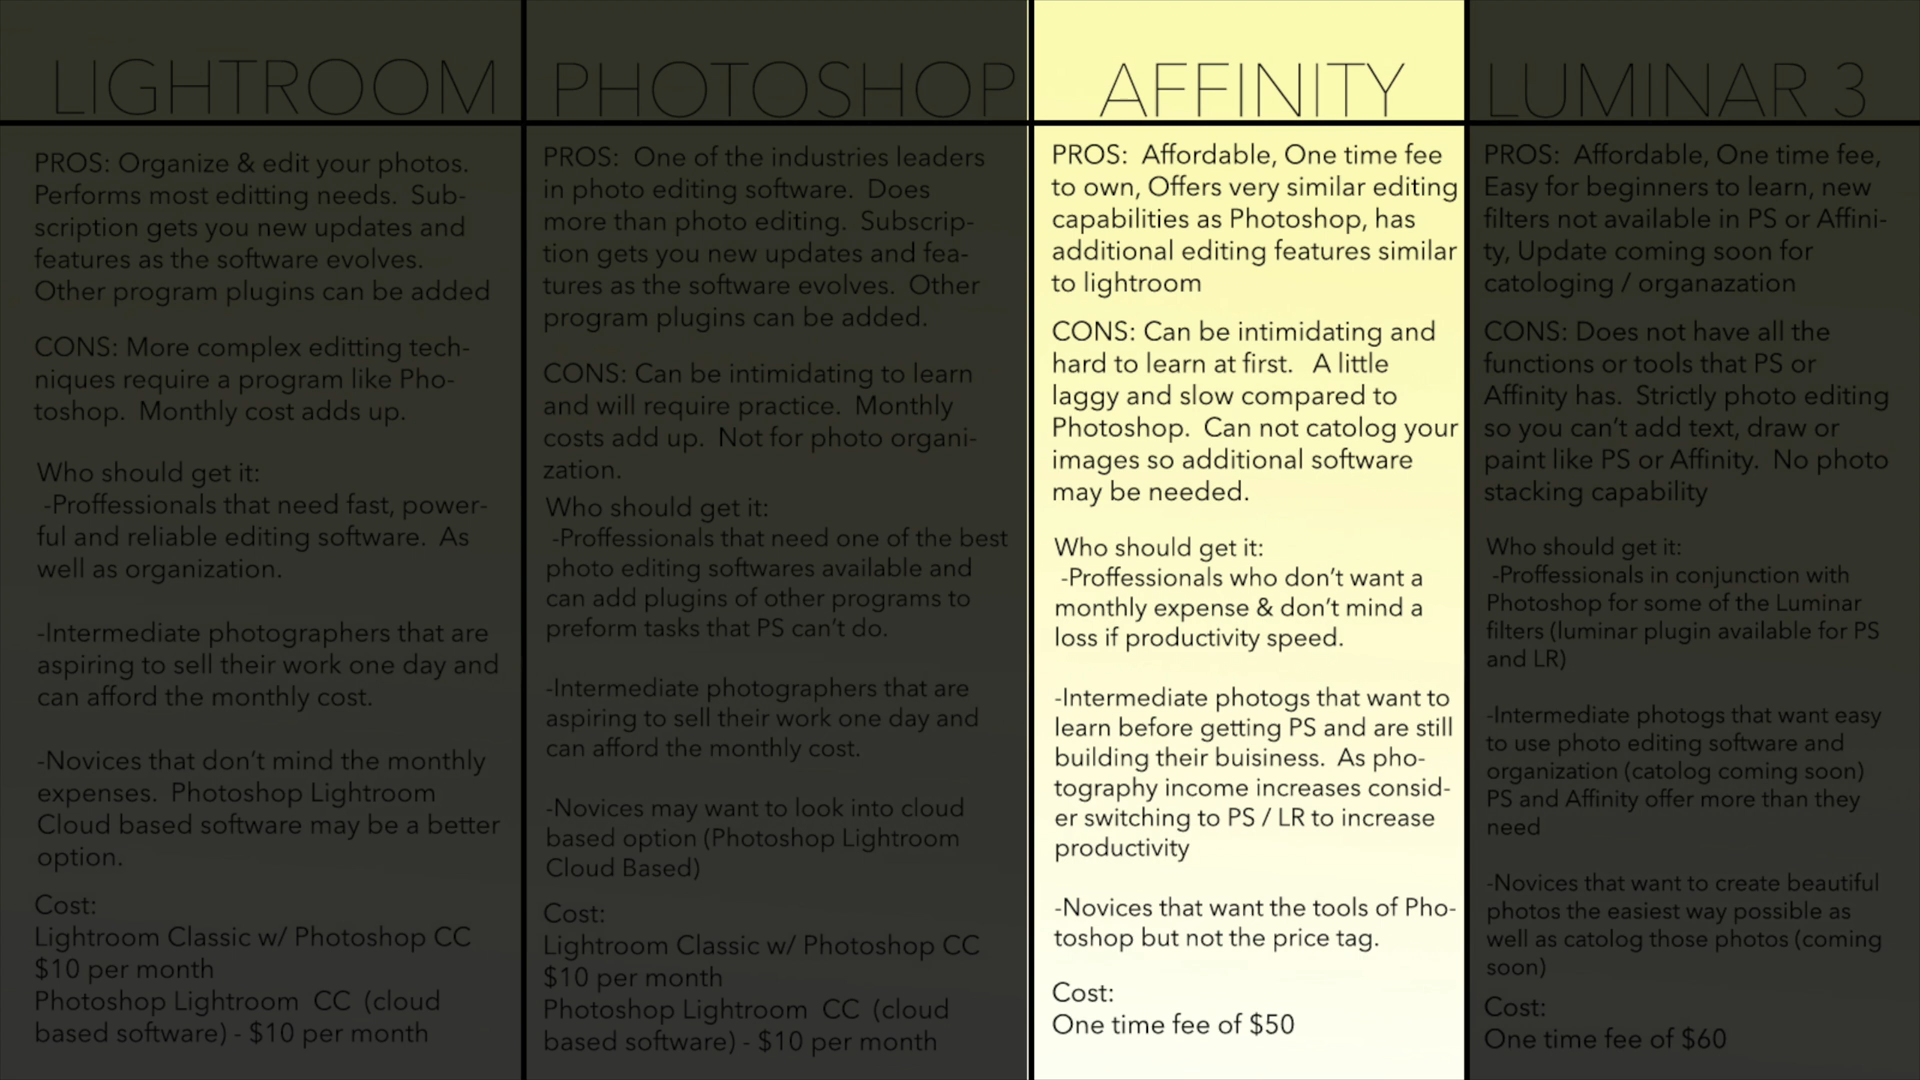 LIGHTROOM
PROS: Organize & edit your photos.
Performs most editting needs. Sub-
scription gets you new updates and
features as the software evolves.
Other program plugins can be added
CONS: More complex editting tech-
niques require a program like Pho-
toshop. Monthly cost adds up.
Who should get it:
-Proffessionals that need fast, power-
ful and reliable editing software. As
well as organization.
-Intermediate photographers that are
aspiring to sell their work one day and
can afford the monthly cost.
-Novices that don't mind the monthly
expenses. Photoshop Lightroom
Cloud based software may be a better
option.
Cost:
Lightroom Classic w/ Photoshop CC
$10 per month
Photoshop Lightroom CC (cloud
based software) - $10 per month
PHOTOSHOP
PROS: One of the industries leaders
in photo editing software. Does
more than photo editing. Subscrip-
tion gets you new updates and fea-
tures as the software evolves. Other
program plugins can be added.
CONS: Can be intimidating to learn
and will require practice. Monthly
costs add up. Not for photo organi-
zation.
Who should get it:
-Proffessionals that need one of the best
photo editing softwares available and
can add plugins of other programs to
preform tasks that PS can't do.
-Intermediate photographers that are
aspiring to sell their work one day and
can afford the monthly cost.
-Novices may want to look into cloud
based option (Photoshop Lightroom
Cloud Based)
Cost:
Lightroom Classic w/ Photoshop CC
$10 per month
Photoshop Lightroom CC (cloud
based software) - $10 per month
AFFINITY
PROS: Affordable, One time fee
to own, Offers very similar editing
capabilities as Photoshop, has
additional editing features similar
to lightroom
CONS: Can be intimidating and
hard to learn at first. A little
laggy and slow compared to
Photoshop. Can not catolog your
images so additional software
may be needed.
Who should get it:
-Proffessionals who don't want a
monthly expense & don't mind a
loss if productivity speed.
-Intermediate photogs that want to
learn before getting PS and are still
building their buisiness. As pho-
tography income increases consid-
er switching to PS / LR to increase
productivity
-Novices that want the tools of Pho-
toshop but not the price tag.
Cost:
One time fee of $50
LUMINAR 3
PROS: Affordable, One time fee,
Easy for beginners to learn, new
filters not available in PS or Affini-
ty, Update coming soon for
catologing / organazation
CONS: Does not have all the
functions or tools that PS or
Affinity has. Strictly photo editing
so you can't add text, draw or
paint like PS or Affinity. No photo
stacking capability
Who should get it:
-Proffessionals in conjunction with
Photoshop for some of the Luminar
filters (luminar plugin available for PS
and LR)
-Intermediate photogs that want easy
to use photo editing software and
organization (catolog coming soon)
PS and Affinity offer more than they
need
-Novices that want to create beautiful
photos the easiest way possible as
well as catolog those photos (coming
soon)
Cost:
One time fee of $60